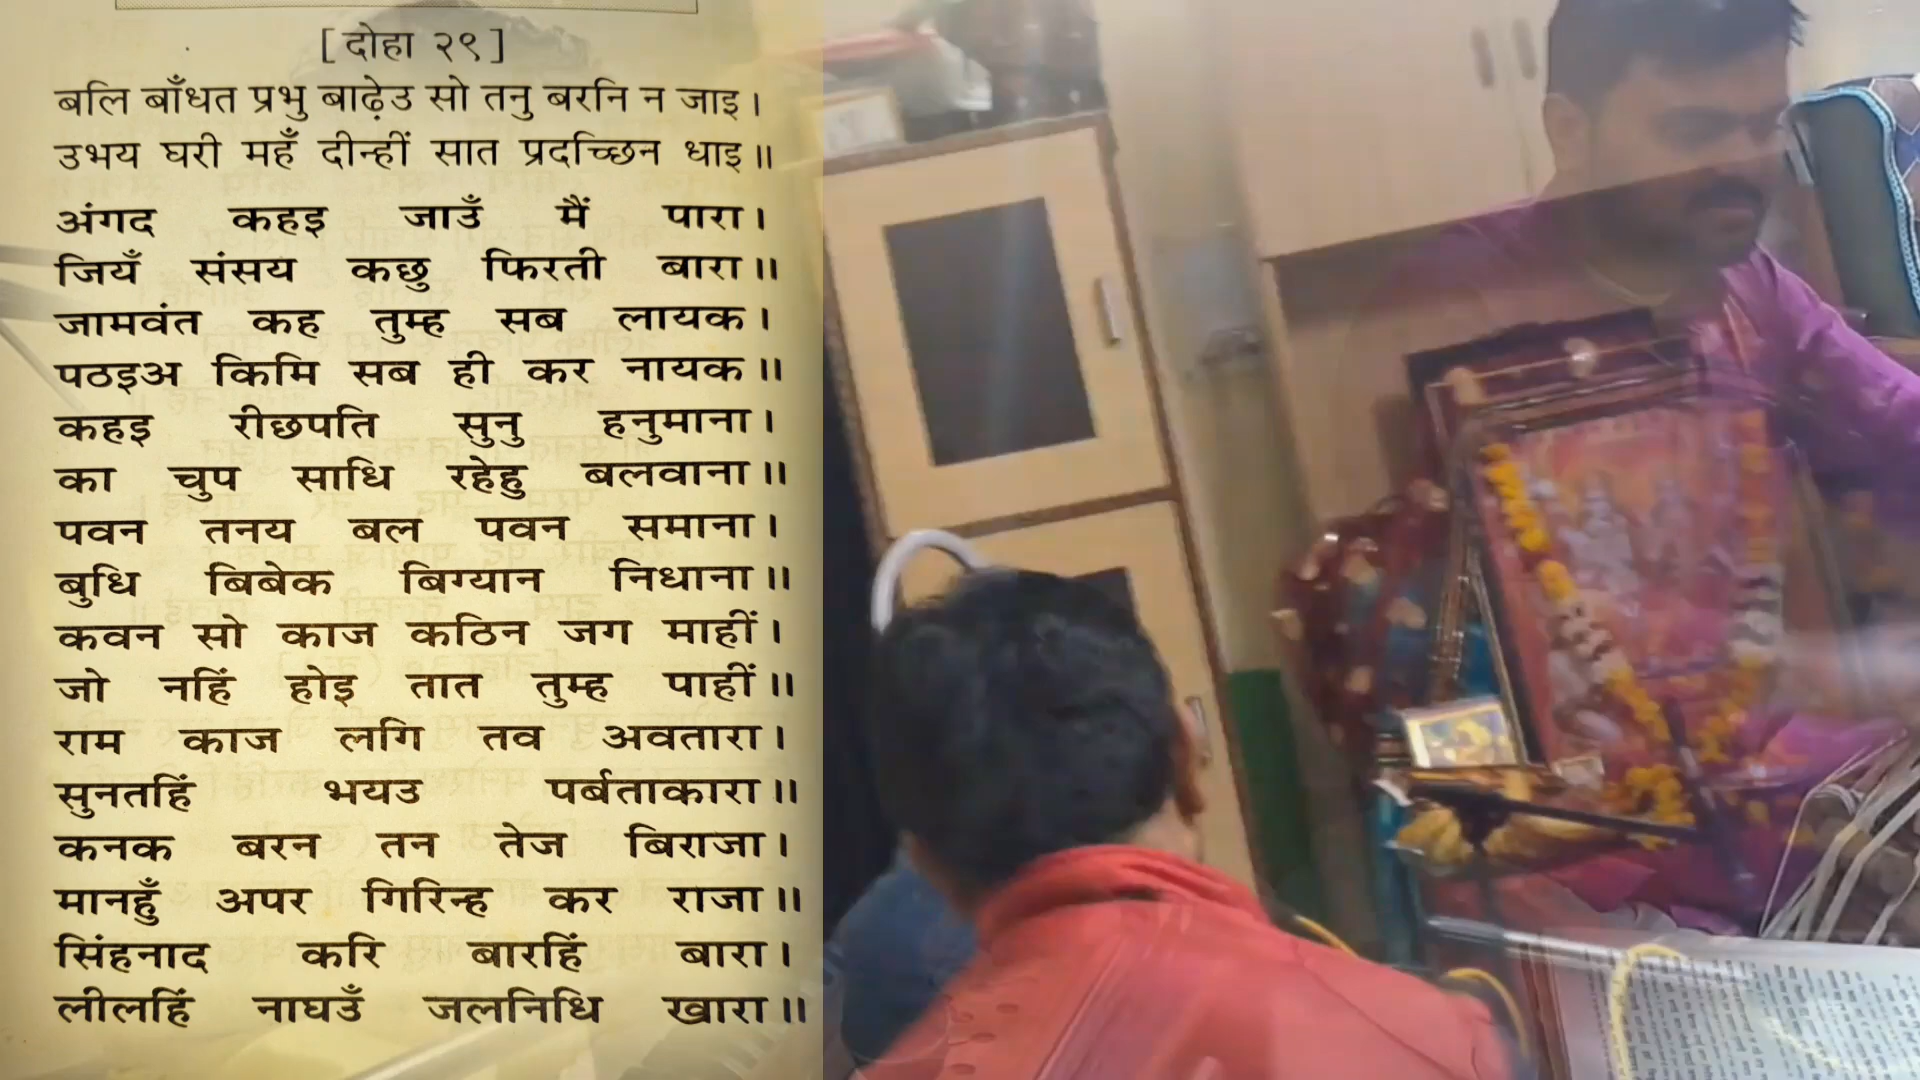 [दोहा २९]
बलि बाँधत प्रभु बाढ़ेउ सो तनु बरनि न जाइ।
उभय घरी महँ दीन्हीं सात प्रदच्छिन धाइ॥
अंगद कहइ जाउँ मैं पारा।
जियँ संसय कछु फिरती बारा॥
जामवंत कह तुम्ह सब लायक।
पठइअ किमि सब ही कर नायक॥
कहइ रीछपति सुनु हनुमाना।
का चुप साधि रहेहु बलवाना॥
पवन तनय बल पवन समाना।
बुधि बिबेक बिग्यान निधाना॥
कवन सो काज कठिन जग माहीं।
जो नहिं होइ तात तुम्ह पाहीं॥
राम काज लगि तव अवतारा।
सुनतहिं भयउ पर्बताकारा॥
कनक बरन तन तेज बिराजा।
मानहुँ अपर गिरिन्ह कर राजा॥
सिंहनाद करि बारहिं बारा।
लीलहिं नाघउँ जलनिधि खारा॥